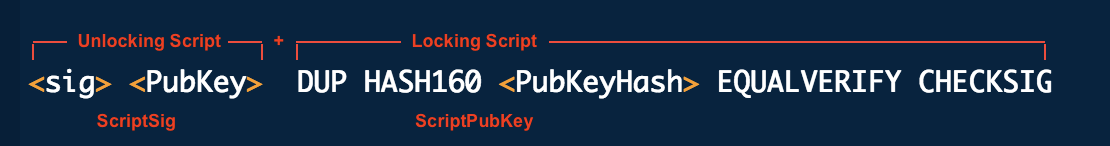 Unlocking Script + Locking Script
<sig> <PubKey> DUP HASH160 <PubKeyHash> EQUALVERIFY CHECKSIG
ScriptSig ScriptPubKey